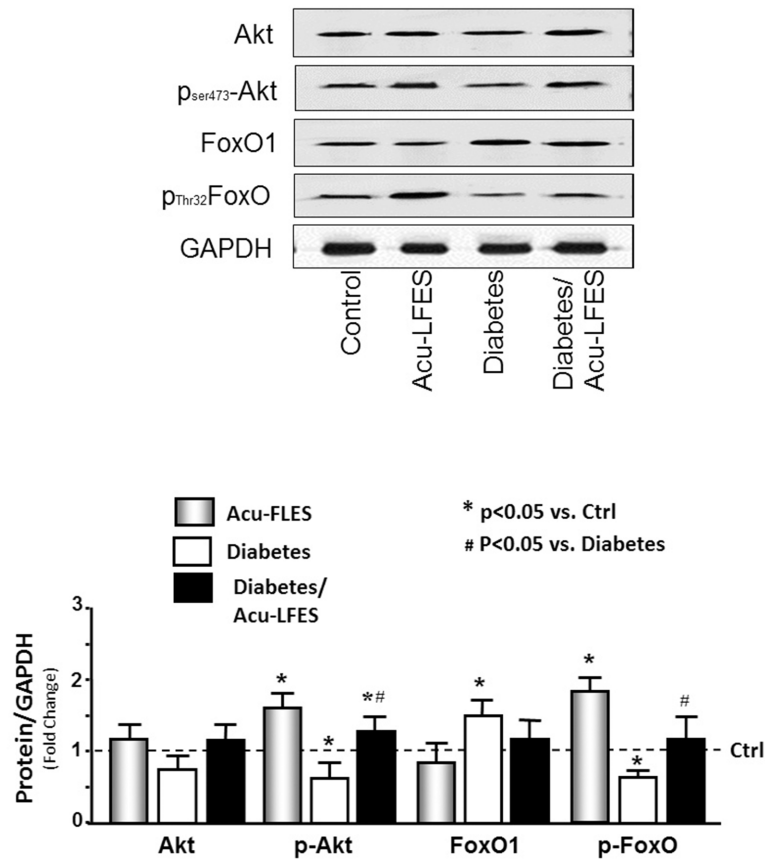 Akt
pser473-Akt
FoxO1
pThr32FoxO
GAPDH
Control
Acu-LFES
Diabetes
Diabetes/
Acu-LFES
Acu-FLES
Diabetes
Diabetes/
Acu-LFES
* p<0.05 vs. Ctrl
# P<0.05 vs. Diabetes
Protein/GAPDH
(Fold Change)
3
2
1
0
* * *# * * * #
Ctrl
Akt p-Akt FoxO1 p-FoxO